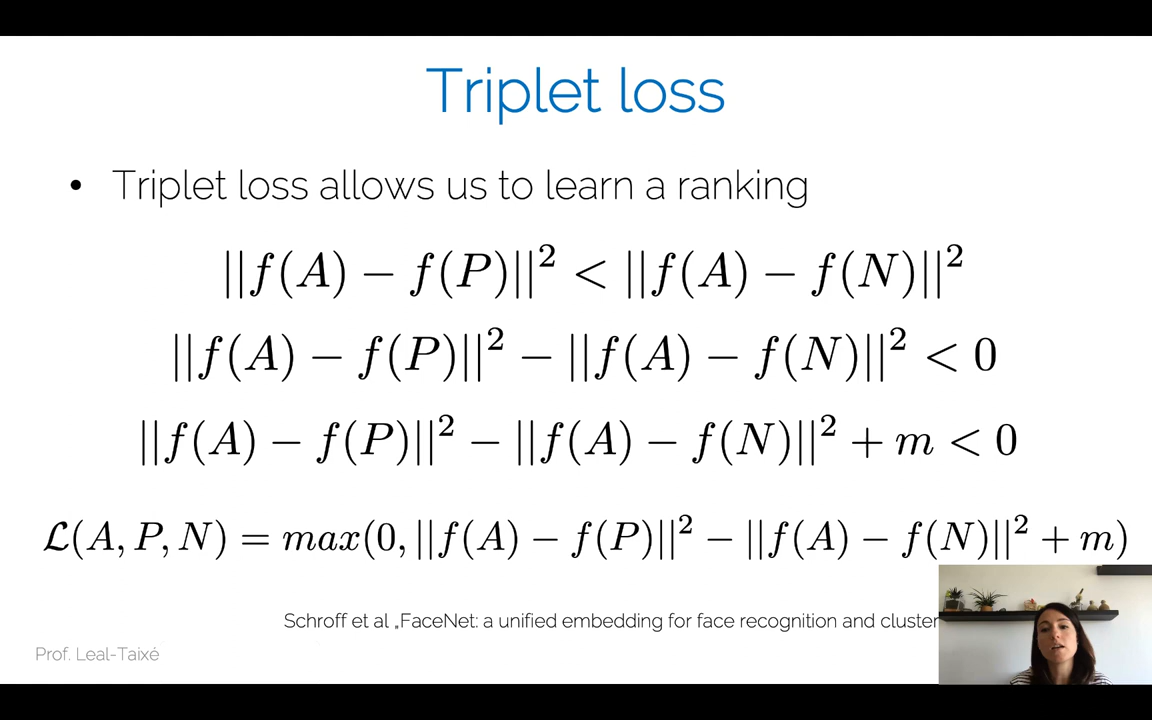 Triplet loss
• Triplet loss allows us to learn a ranking
||f(A) − f(P)||² < ||f(A) − f(N)||²
||f(A) − f(P)||² − ||f(A) − f(N)||² < 0
||f(A) − f(P)||² − ||f(A) − f(N)||² + m < 0
ℒ(A, P, N) = max(0, ||f(A) − f(P)||² − ||f(A) − f(N)||² + m)
Schroff et al „FaceNet: a unified embedding for face recognition and cluster
Prof. Leal-Taixé